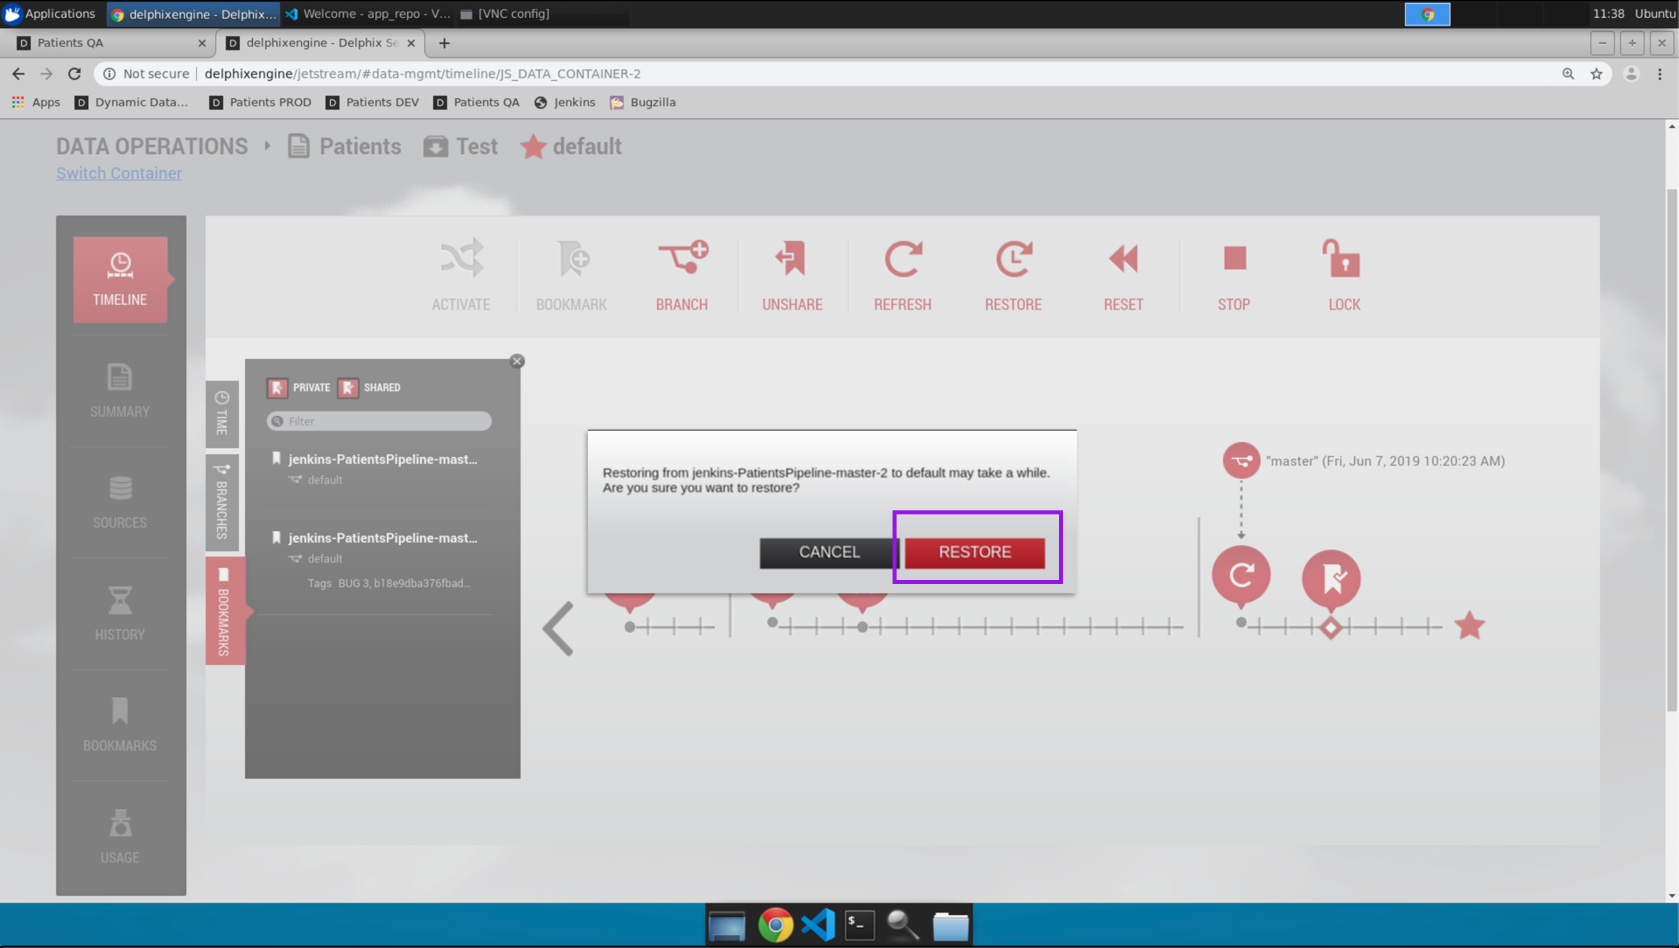 Applications
delphixengine - Delphix...
Welcome - app_repo - V...
[VNC config]
11:38
Ubuntu
Patients QA
delphixengine - Delphix Se
Not secure
delphixengine/jetstream/#data-mgmt/timeline/JS_DATA_CONTAINER-2
Apps
Dynamic Data...
Patients PROD
Patients DEV
Patients QA
Jenkins
Bugzilla
DATA OPERATIONS
Patients
Test
default
Switch Container
TIMELINE
SUMMARY
SOURCES
HISTORY
BOOKMARKS
USAGE
ACTIVATE
BOOKMARK
BRANCH
UNSHARE
REFRESH
RESTORE
RESET
STOP
LOCK
TIME
BRANCHES
BOOKMARKS
PRIVATE
SHARED
Filter
jenkins-PatientsPipeline-mast...
default
jenkins-PatientsPipeline-mast...
default
Tags BUG 3, b18e9dba376fbad...
Restoring from jenkins-PatientsPipeline-master-2 to default may take a while.
Are you sure you want to restore?
CANCEL
RESTORE
"master" (Fri, Jun 7, 2019 10:20:23 AM)